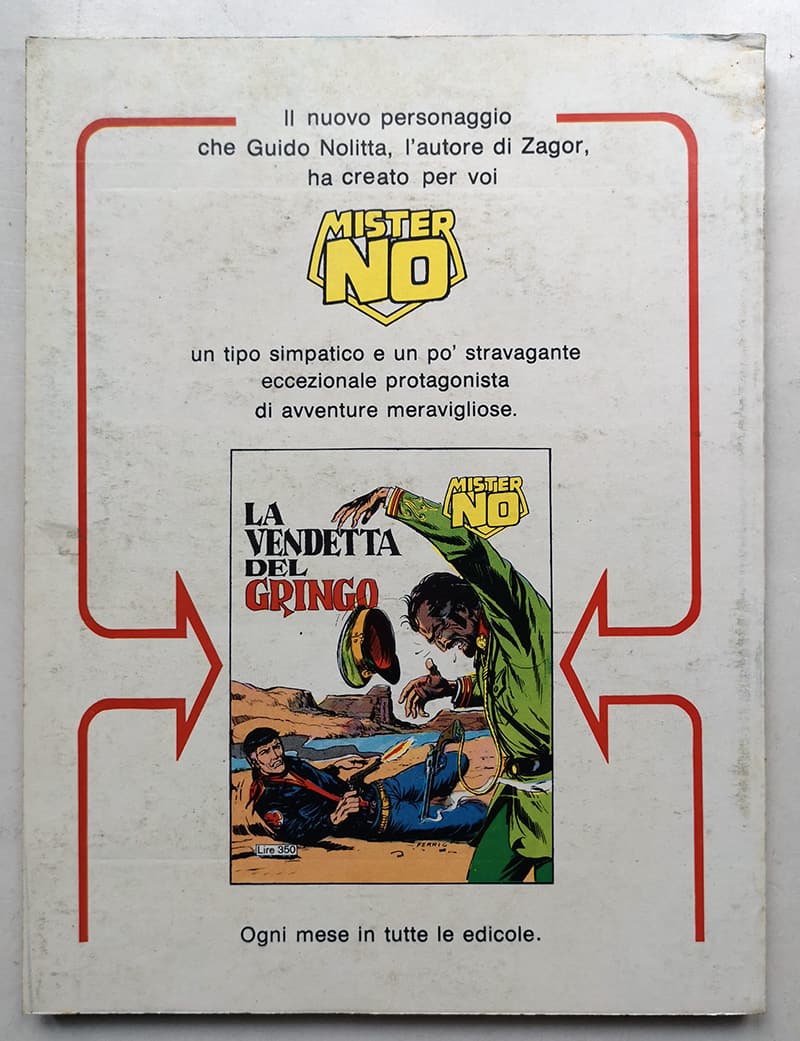 Il nuovo personaggio
che Guido Nolitta, l'autore di Zagor,
ha creato per voi
MISTER
NO
un tipo simpatico e un po' stravagante
eccezionale protagonista
di avventure meravigliose.
MISTER
NO
LA
VENDETTA
DEL
GRINGO
Lire 350
FERRI
Ogni mese in tutte le edicole.